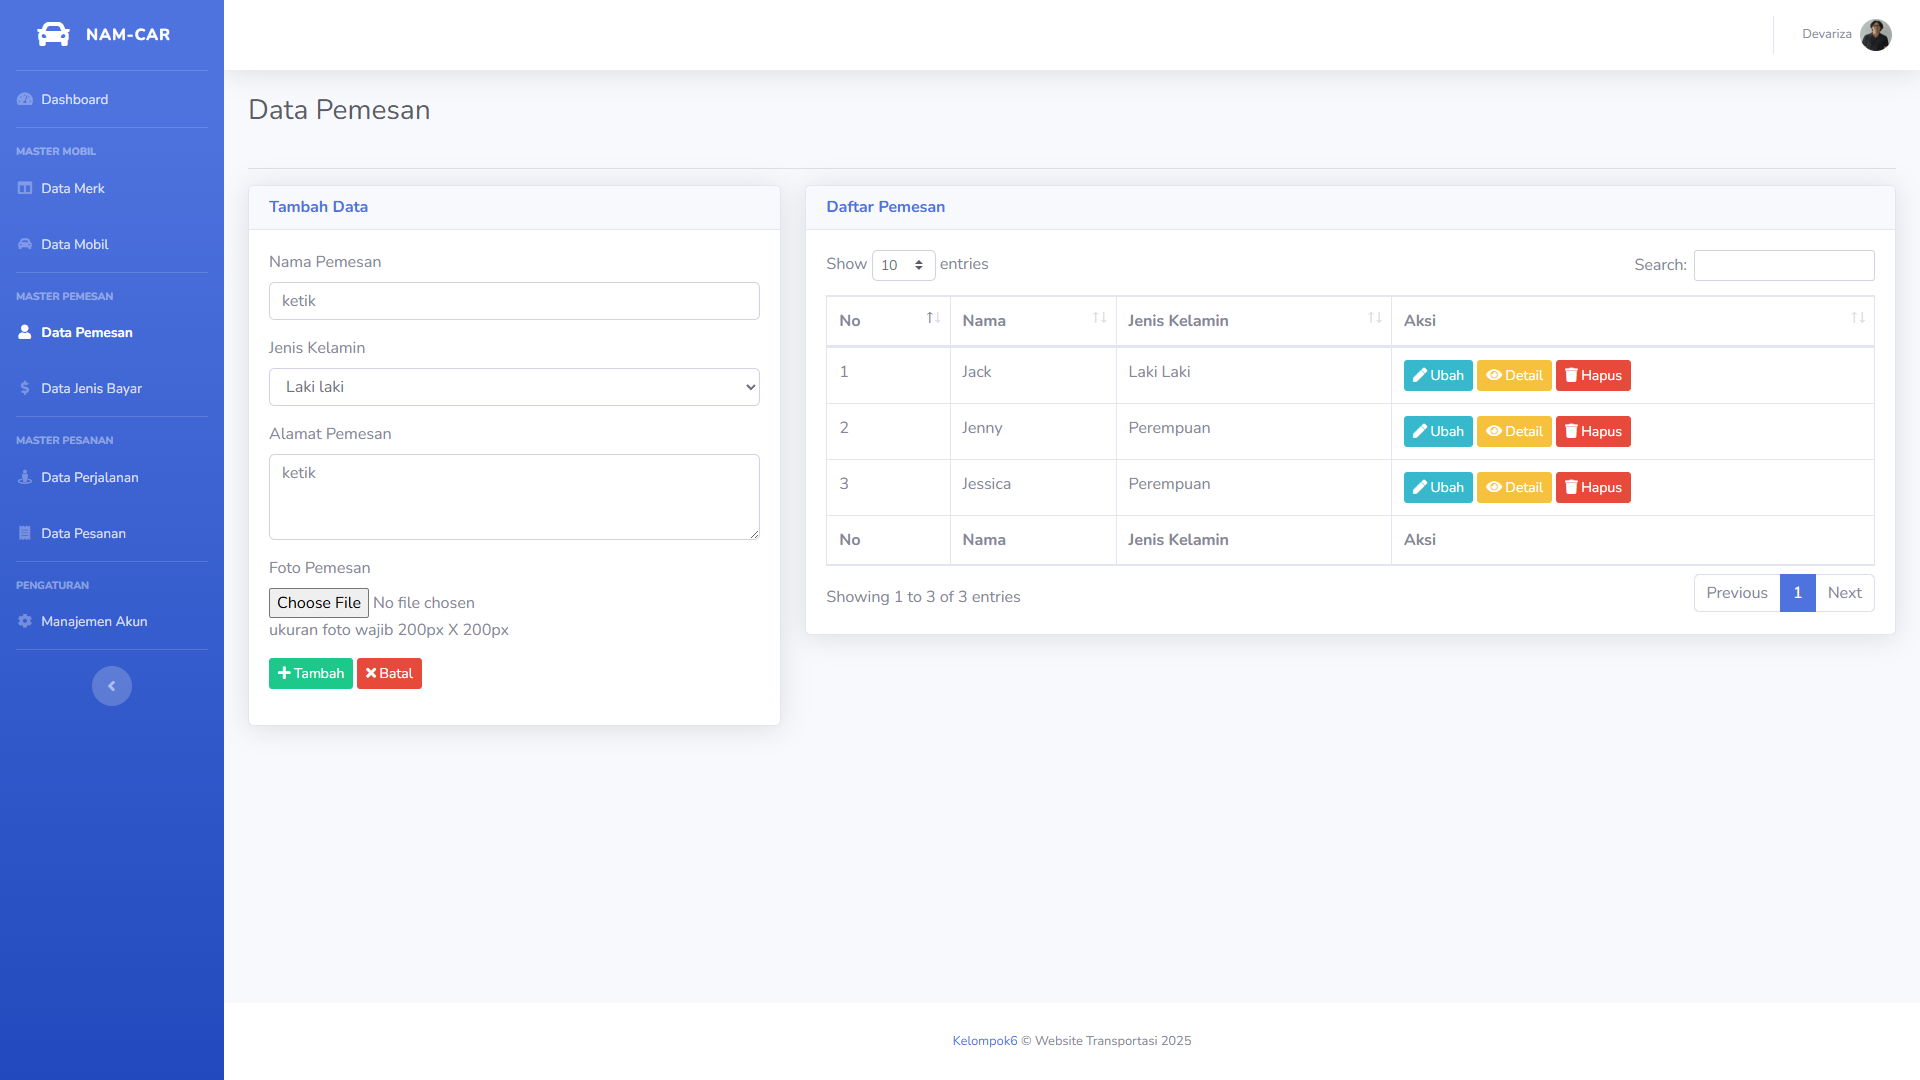 NAM-CAR
Devariza
Dashboard
MASTER MOBIL
Data Merk
Data Mobil
MASTER PEMESAN
Data Pemesan
Data Jenis Bayar
MASTER PESANAN
Data Perjalanan
Data Pesanan
PENGATURAN
Manajemen Akun
Data Pemesan
Tambah Data
Nama Pemesan
ketik
Jenis Kelamin
Laki laki
Alamat Pemesan
ketik
Foto Pemesan
Choose File No file chosen
ukuran foto wajib 200px X 200px
Tambah Batal
Daftar Pemesan
Show 10 entries Search:
No Nama Jenis Kelamin Aksi
1 Jack Laki Laki Ubah Detail Hapus
2 Jenny Perempuan Ubah Detail Hapus
3 Jessica Perempuan Ubah Detail Hapus
No Nama Jenis Kelamin Aksi
Showing 1 to 3 of 3 entries Previous 1 Next
Kelompok6 © Website Transportasi 2025